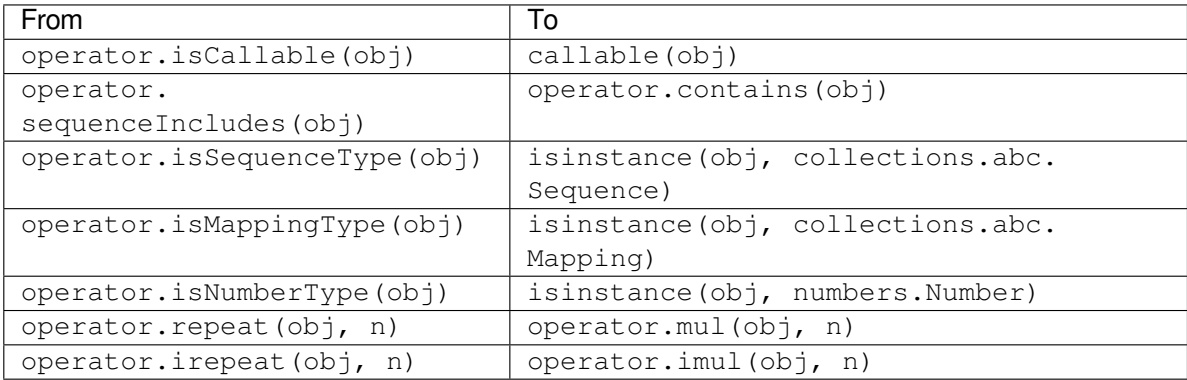 From To
operator.isCallable(obj) callable(obj)
operator. operator.contains(obj)
sequenceIncludes(obj)
operator.isSequenceType(obj) isinstance(obj, collections.abc.
Sequence)
operator.isMappingType(obj) isinstance(obj, collections.abc.
Mapping)
operator.isNumberType(obj) isinstance(obj, numbers.Number)
operator.repeat(obj, n) operator.mul(obj, n)
operator.irepeat(obj, n) operator.imul(obj, n)